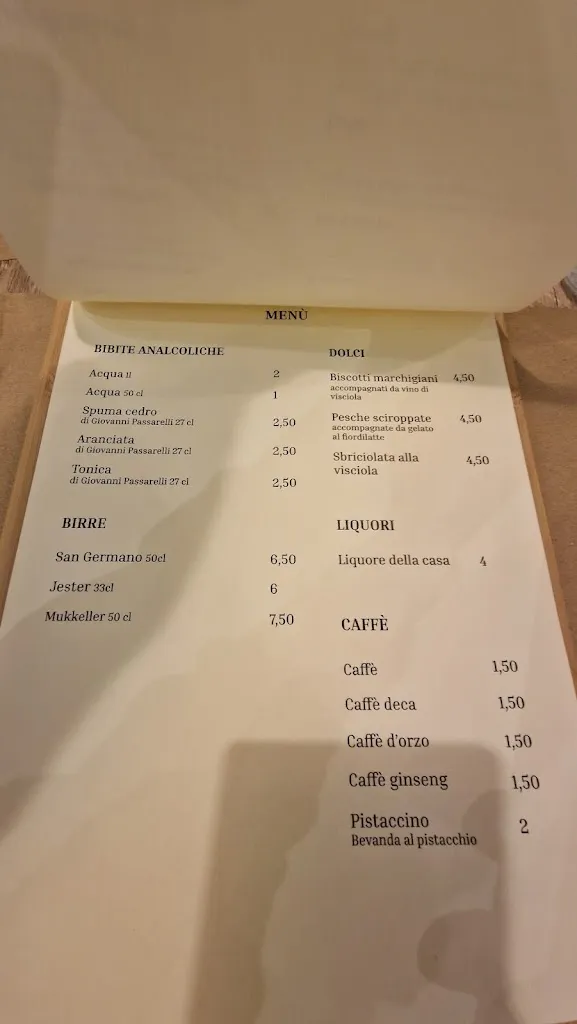 MENÙ
BIBITE ANALCOLICHE
Acqua 1l 2
Acqua 50 cl 1
Spuma cedro
di Giovanni Passarelli 27 cl 2,50
Aranciata
di Giovanni Passarelli 27 cl 2,50
Tonica
di Giovanni Passarelli 27 cl 2,50
BIRRE
San Germano 50cl 6,50
Jester 33cl 6
Mukkeller 50 cl 7,50
DOLCI
Biscotti marchigiani 4,50
accompagnati da vino di
visciola
Pesche sciroppate 4,50
accompagnate da gelato
al fiordilatte
Sbriciolata alla 4,50
visciola
LIQUORI
Liquore della casa 4
CAFFÈ
Caffè 1,50
Caffè deca 1,50
Caffè d'orzo 1,50
Caffè ginseng 1,50
Pistaccino 2
Bevanda al pistacchio